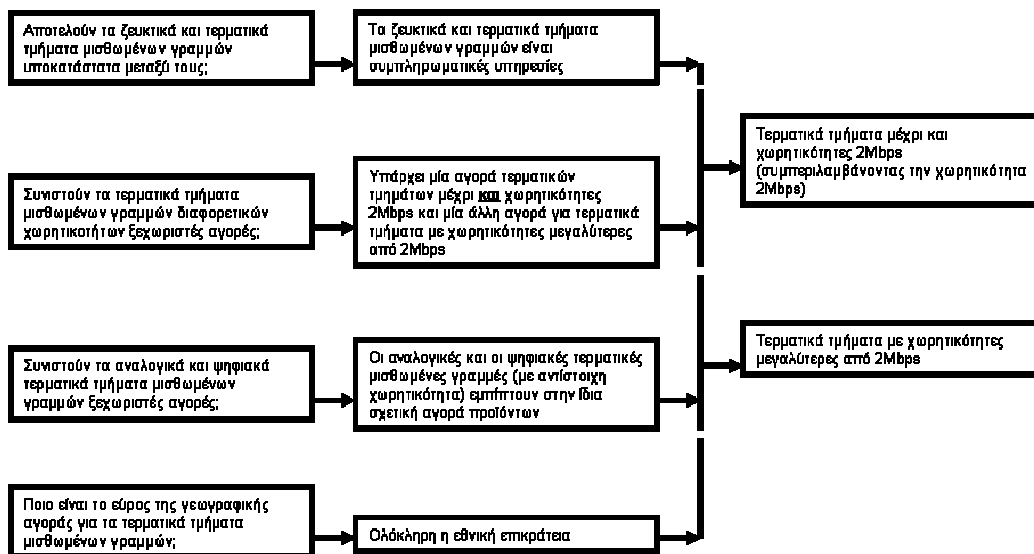 Αποτελούν τα ζευκτικά και τερματικά
τμήματα μισθωμένων γραμμών
υποκατάστατα μεταξύ τους;
Τα ζευκτικά και τερματικά τμήματα
μισθωμένων γραμμών είναι
συμπληρωματικές υπηρεσίες
Συνιστούν τα τερματικά τμήματα
μισθωμένων γραμμών διαφορετικών
χωρητικοτήτων ξεχωριστές αγορές;
Υπάρχει μία αγορά τερματικών
τμημάτων μέχρι και χωρητικότητες
2Mbps και μία άλλη αγορά για τερματικά
τμήματα με χωρητικότητες μεγαλύτερες
από 2Mbps
Συνιστούν τα αναλογικά και ψηφιακά
τερματικά τμήματα μισθωμένων
γραμμών ξεχωριστές αγορές;
Οι αναλογικές και οι ψηφιακές τερματικές
μισθωμένες γραμμές (με αντίστοιχη
χωρητικότητα) εμπίπτουν στην ίδια
σχετική αγορά προϊόντων
Ποιο είναι το εύρος της γεωγραφικής
αγοράς για τα τερματικά τμήματα
μισθωμένων γραμμών;
Ολόκληρη η εθνική επικράτεια
Τερματικά τμήματα μέχρι και
χωρητικότητες 2Mbps
(συμπεριλαμβάνοντας την χωρητικότητα
2Mbps)
Τερματικά τμήματα με χωρητικότητες
μεγαλύτερες από 2Mbps